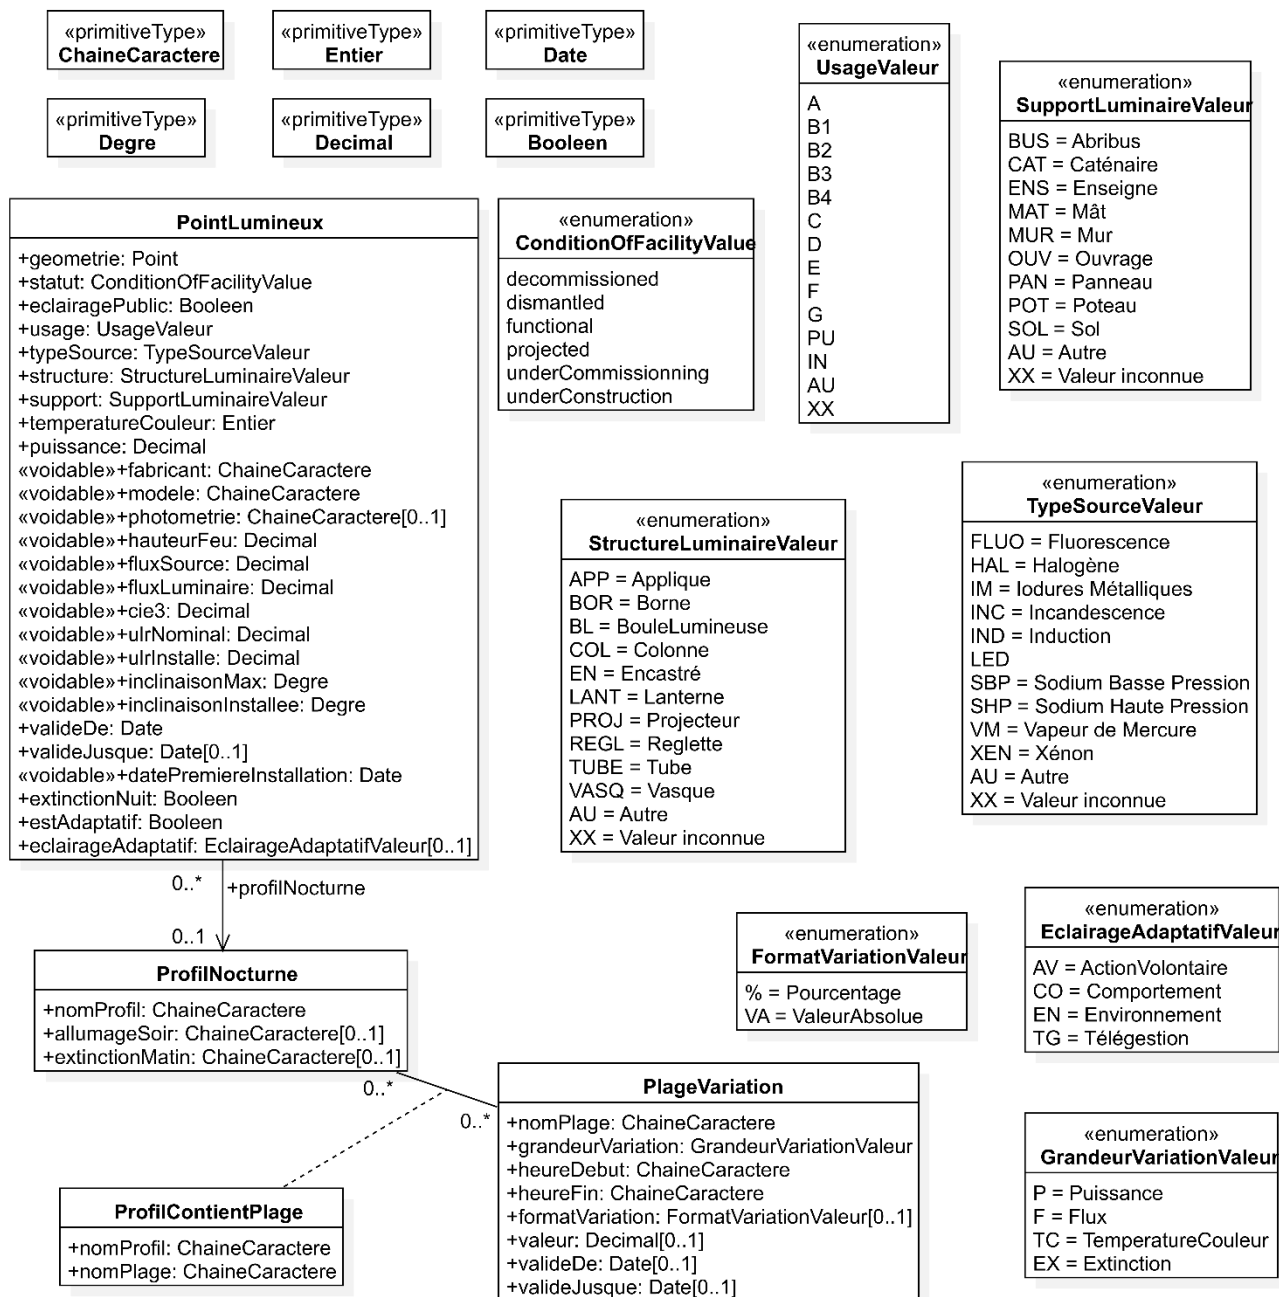 «primitiveType»
ChaineCaractere
«primitiveType»
Entier
«primitiveType»
Date
«primitiveType»
Degre
«primitiveType»
Decimal
«primitiveType»
Booleen
«enumeration»
UsageValeur
A
B1
B2
B3
B4
C
D
E
F
G
PU
IN
AU
XX
«enumeration»
SupportLuminaireValeur
BUS = Abribus
CAT = Caténaire
ENS = Enseigne
MAT = Mât
MUR = Mur
OUV = Ouvrage
PAN = Panneau
POT = Poteau
SOL = Sol
AU = Autre
XX = Valeur inconnue
PointLumineux
+geometrie: Point
+statut: ConditionOfFacilityValue
+eclairagePublic: Booleen
+usage: UsageValeur
+typeSource: TypeSourceValeur
+structure: StructureLuminaireValeur
+support: SupportLuminaireValeur
+temperatureCouleur: Entier
+puissance: Decimal
«voidable»+fabricant: ChaineCaractere
«voidable»+modele: ChaineCaractere
«voidable»+photometrie: ChaineCaractere[0..1]
«voidable»+hauteurFeu: Decimal
«voidable»+fluxSource: Decimal
«voidable»+fluxLuminaire: Decimal
«voidable»+cie3: Decimal
«voidable»+ulrNominal: Decimal
«voidable»+ulrInstalle: Decimal
«voidable»+inclinaisonMax: Degre
«voidable»+inclinaisonInstallee: Degre
+valideDe: Date
+valideJusque: Date[0..1]
«voidable»+datePremiereInstallation: Date
+extinctionNuit: Booleen
+estAdaptatif: Booleen
+eclairageAdaptatif: EclairageAdaptatifValeur[0..1]
«enumeration»
ConditionOfFacilityValue
decommissioned
dismantled
functional
projected
underCommissionning
underConstruction
«enumeration»
StructureLuminaireValeur
APP = Applique
BOR = Borne
BL = BouleLumineuse
COL = Colonne
EN = Encastré
LANT = Lanterne
PROJ = Projecteur
REGL = Reglette
TUBE = Tube
VASQ = Vasque
AU = Autre
XX = Valeur inconnue
«enumeration»
TypeSourceValeur
FLUO = Fluorescence
HAL = Halogène
IM = Iodures Métalliques
INC = Incandescence
IND = Induction
LED
SBP = Sodium Basse Pression
SHP = Sodium Haute Pression
VM = Vapeur de Mercure
XEN = Xénon
AU = Autre
XX = Valeur inconnue
0..*
+profilNocturne
0..1
ProfilNocturne
+nomProfil: ChaineCaractere
+allumageSoir: ChaineCaractere[0..1]
+extinctionMatin: ChaineCaractere[0..1]
0..*
0..*
«enumeration»
FormatVariationValeur
% = Pourcentage
VA = ValeurAbsolue
«enumeration»
EclairageAdaptatifValeur
AV = ActionVolontaire
CO = Comportement
EN = Environnement
TG = Télégestion
PlageVariation
+nomPlage: ChaineCaractere
+grandeurVariation: GrandeurVariationValeur
+heureDebut: ChaineCaractere
+heureFin: ChaineCaractere
+formatVariation: FormatVariationValeur[0..1]
+valeur: Decimal[0..1]
+valideDe: Date[0..1]
+valideJusque: Date[0..1]
ProfilContientPlage
+nomProfil: ChaineCaractere
+nomPlage: ChaineCaractere
«enumeration»
GrandeurVariationValeur
P = Puissance
F = Flux
TC = TemperatureCouleur
EX = Extinction